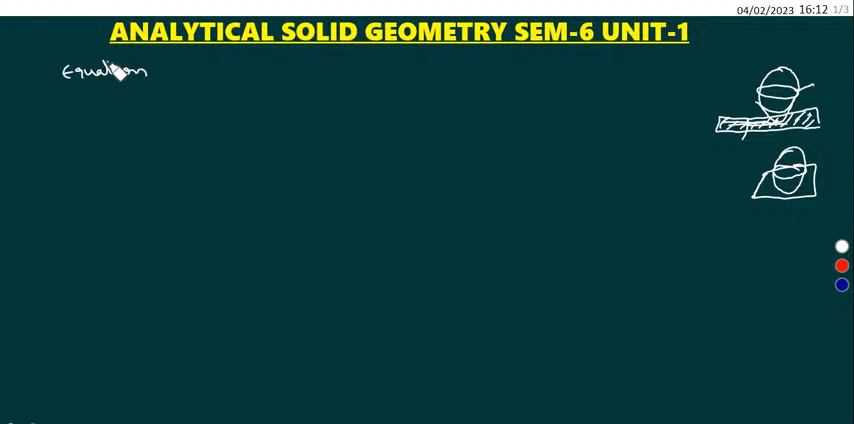 04/02/2023 16:12 1/3
ANALYTICAL SOLID GEOMETRY SEM-6 UNIT-1
Equation